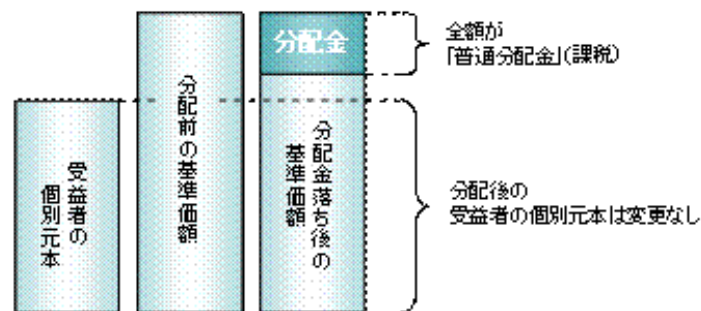 分配金
全額が
「普通分配金」(課税)
受益者の
個別元本
分配前の基準価額
分配金落ち後の
基準価額
分配後の
受益者の個別元本は変更なし